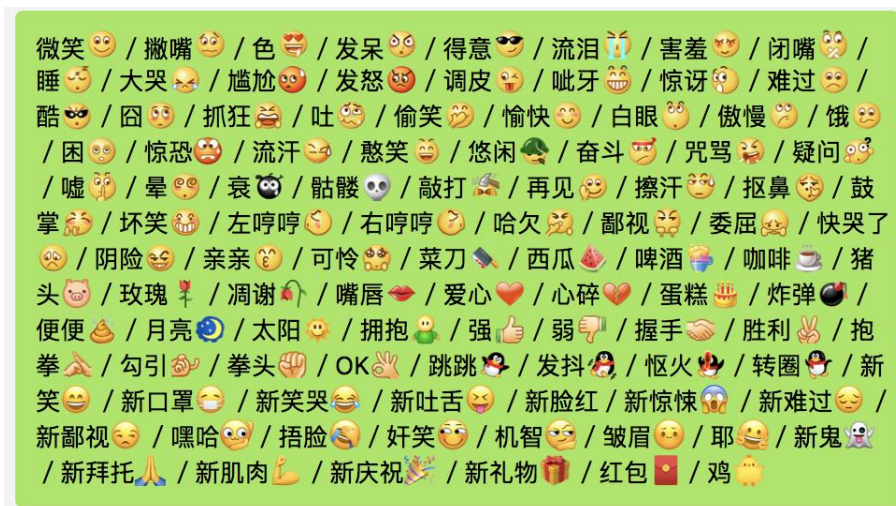 微笑 / 撇嘴 / 色 / 发呆 / 得意 / 流泪 / 害羞 / 闭嘴 /
睡 / 大哭 / 尴尬 / 发怒 / 调皮 / 呲牙 / 惊讶 / 难过 /
酷 / 囧 / 抓狂 / 吐 / 偷笑 / 愉快 / 白眼 / 傲慢 / 饿
/ 困 / 惊恐 / 流汗 / 憨笑 / 悠闲 / 奋斗 / 咒骂 / 疑问
/ 嘘 / 晕 / 衰 / 骷髅 / 敲打 / 再见 / 擦汗 / 抠鼻 / 鼓
掌 / 坏笑 / 左哼哼 / 右哼哼 / 哈欠 / 鄙视 / 委屈 / 快哭了
/ 阴险 / 亲亲 / 可怜 / 菜刀 / 西瓜 / 啤酒 / 咖啡 / 猪
头 / 玫瑰 / 凋谢 / 嘴唇 / 爱心 / 心碎 / 蛋糕 / 炸弹 /
便便 / 月亮 / 太阳 / 拥抱 / 强 / 弱 / 握手 / 胜利 / 抱
拳 / 勾引 / 拳头 / OK / 跳跳 / 发抖 / 怄火 / 转圈 / 新
笑 / 新口罩 / 新笑哭 / 新吐舌 / 新脸红 / 新惊悚 / 新难过 /
新鄙视 / 嘿哈 / 捂脸 / 奸笑 / 机智 / 皱眉 / 耶 / 新鬼
/ 新拜托 / 新肌肉 / 新庆祝 / 新礼物 / 红包 / 鸡